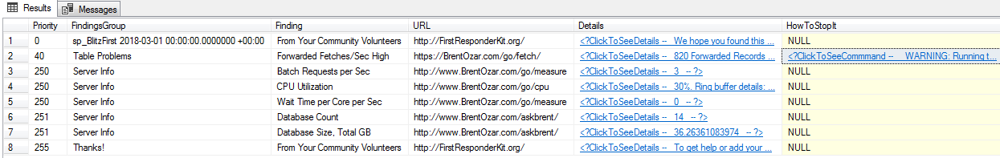 Results Messages
Priority FindingsGroup Finding URL Details HowToStopIt
1 0 sp_BlitzFirst 2018-03-01 00:00:00.0000000 +00:00 From Your Community Volunteers http://FirstResponderKit.org/ <?ClickToSeeDetails -- We hope you found this ... NULL
2 40 Table Problems Forwarded Fetches/Sec High https://BrentOzar.com/go/fetch/ <?ClickToSeeDetails -- 820 Forwarded Records ... <?ClickToSeeCommmand -- WARNING: Running t...
3 250 Server Info Batch Requests per Sec http://www.BrentOzar.com/go/measure <?ClickToSeeDetails -- 3 -- ?> NULL
4 250 Server Info CPU Utilization http://www.BrentOzar.com/go/cpu <?ClickToSeeDetails -- 30%. Ring buffer details: ... NULL
5 250 Server Info Wait Time per Core per Sec http://www.BrentOzar.com/go/measure <?ClickToSeeDetails -- 0 -- ?> NULL
6 251 Server Info Database Count http://www.BrentOzar.com/askbrent/ <?ClickToSeeDetails -- 14 -- ?> NULL
7 251 Server Info Database Size, Total GB http://www.BrentOzar.com/askbrent/ <?ClickToSeeDetails -- 36.26361083974 -- ?> NULL
8 255 Thanks! From Your Community Volunteers http://FirstResponderKit.org/ <?ClickToSeeDetails -- To get help or add your ... NULL